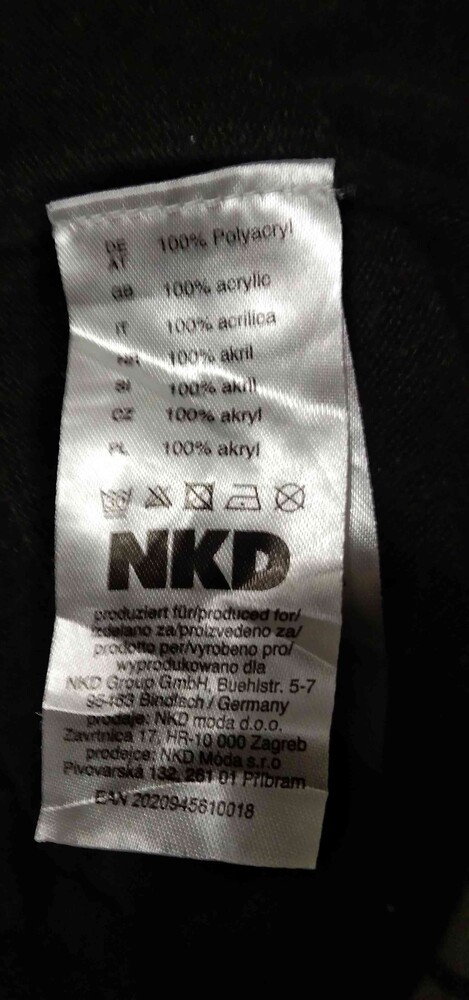 DE
AT
100% Polyacryl
GB 100% acrylic
IT 100% acrilica
HR 100% akril
SI 100% akril
CZ 100% akryl
PL 100% akryl
NKD
produziert für/produced for/
izdelano za/proizvedeno za/
prodotto per/vyrobeno pro/
wyprodukowano dla
NKD Group GmbH, Buehlstr. 5-7
95-463 Bindlach / Germany
prodaje: NKD moda d.o.o.
Zavrtnica 17, HR-10 000 Zagreb
prodejce: NKD Móda s.r.o
Pivovarská 132, 261 01 Příbram
EAN 2020945610018